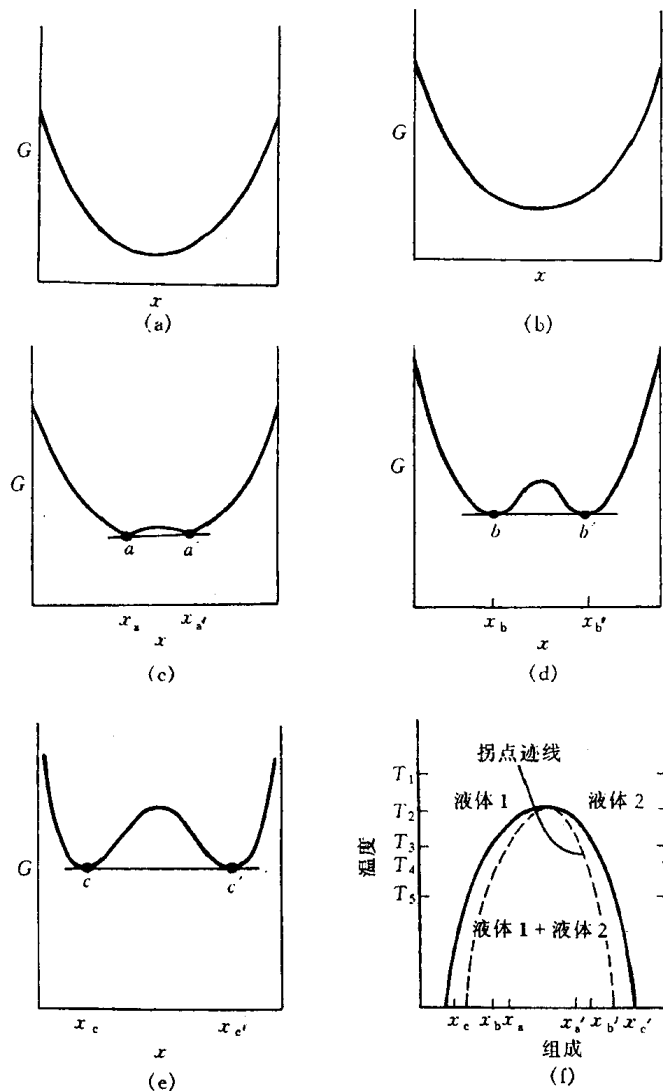 G
x
(a)
G
x
(b)
G
a
a'
x_a
x_a'
x
(c)
G
b
b'
x_b
x_b'
x
(d)
G
c
c'
x_c
x_c'
x
(e)
拐点迹线
T_1
液体 1
液体 2
T_2
温度
T_3
T_4
T_5
液体 1 + 液体 2
x_c
x_b
x_a
x_a'
x_b'
x_c'
组成
(f)